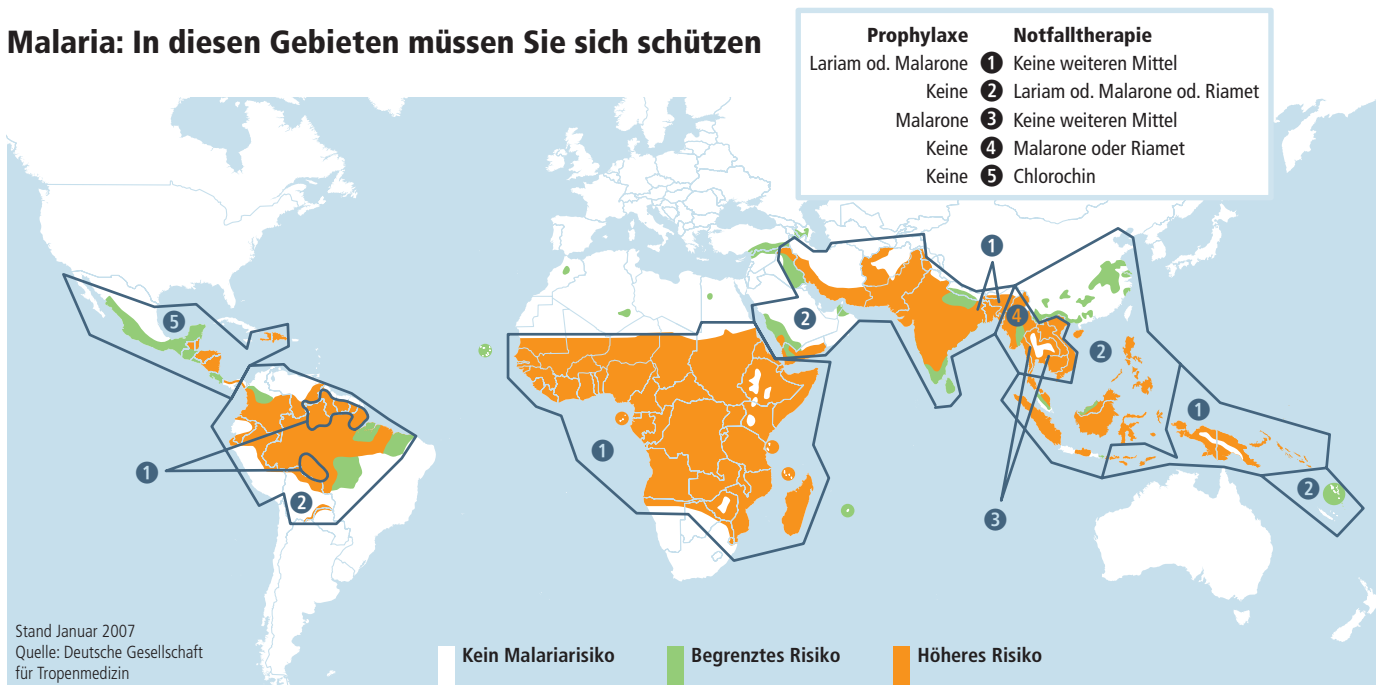 Malaria: In diesen Gebieten müssen Sie sich schützen
Prophylaxe Notfalltherapie
Lariam od. Malarone 1 Keine weiteren Mittel
Keine 2 Lariam od. Malarone od. Riamet
Malarone 3 Keine weiteren Mittel
Keine 4 Malarone oder Riamet
Keine 5 Chlorochin
1
4
5
2
2
1
1
1
2
2
3
Stand Januar 2007
Quelle: Deutsche Gesellschaft
für Tropenmedizin
Kein Malariarisiko
Begrenztes Risiko
Höheres Risiko